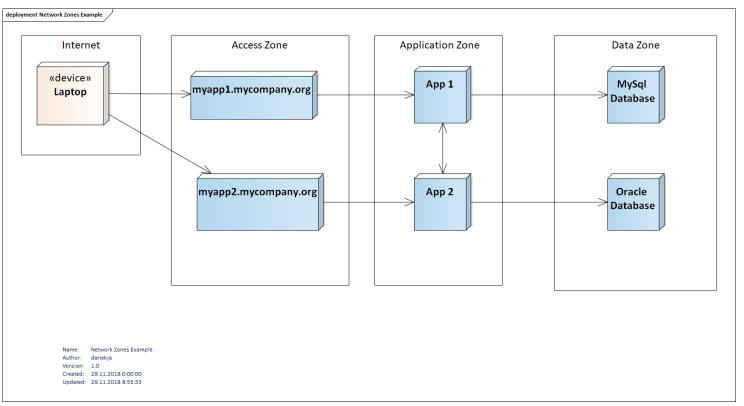 deployment Network Zones Example
Internet
Access Zone
Application Zone
Data Zone
«device»
Laptop
myapp1.mycompany.org
App 1
MySql
Database
myapp2.mycompany.org
App 2
Oracle
Database
Name: Network Zones Example
Author: danekja
Version: 1.0
Created: 29.11.2018 0:00:00
Updated: 29.11.2018 8:55:33